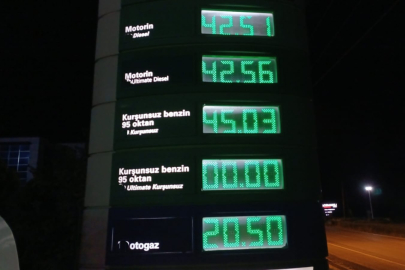 Motorin
Diesel
42.51
Motorin
Ultimate Diesel
42.56
Kurşunsuz benzin
95 oktan
Kurşunsuz
45.03
Kurşunsuz benzin
95 oktan
Ultimate Kurşunsuz
00.00
otogaz
20.50